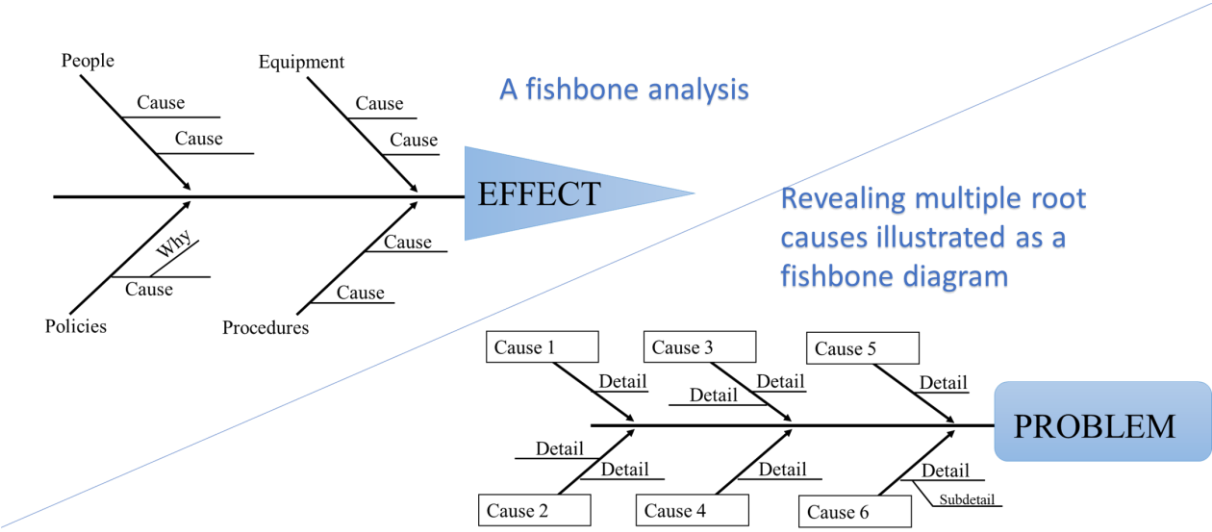 People
Equipment
A fishbone analysis
Cause
Cause
Cause
Cause
EFFECT
Why
Cause
Cause
Cause
Policies
Procedures
Revealing multiple root
causes illustrated as a
fishbone diagram
Cause 1
Cause 3
Cause 5
Detail
Detail
Detail
Detail
PROBLEM
Detail
Detail
Detail
Detail
Subdetail
Cause 2
Cause 4
Cause 6